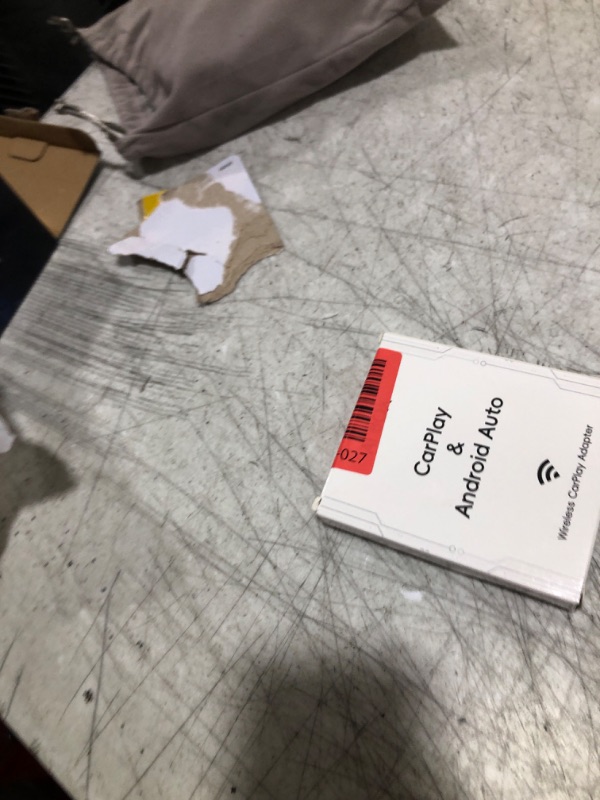 -027
CarPlay
&
Android Auto
Wireless CarPlay Adapter